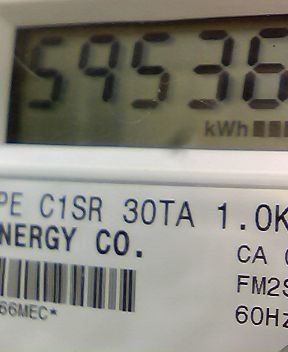 59536
kWh
PE C1SR 30TA 1.0K
NERGY CO.
CA
FM2S
66MEC*
60Hz